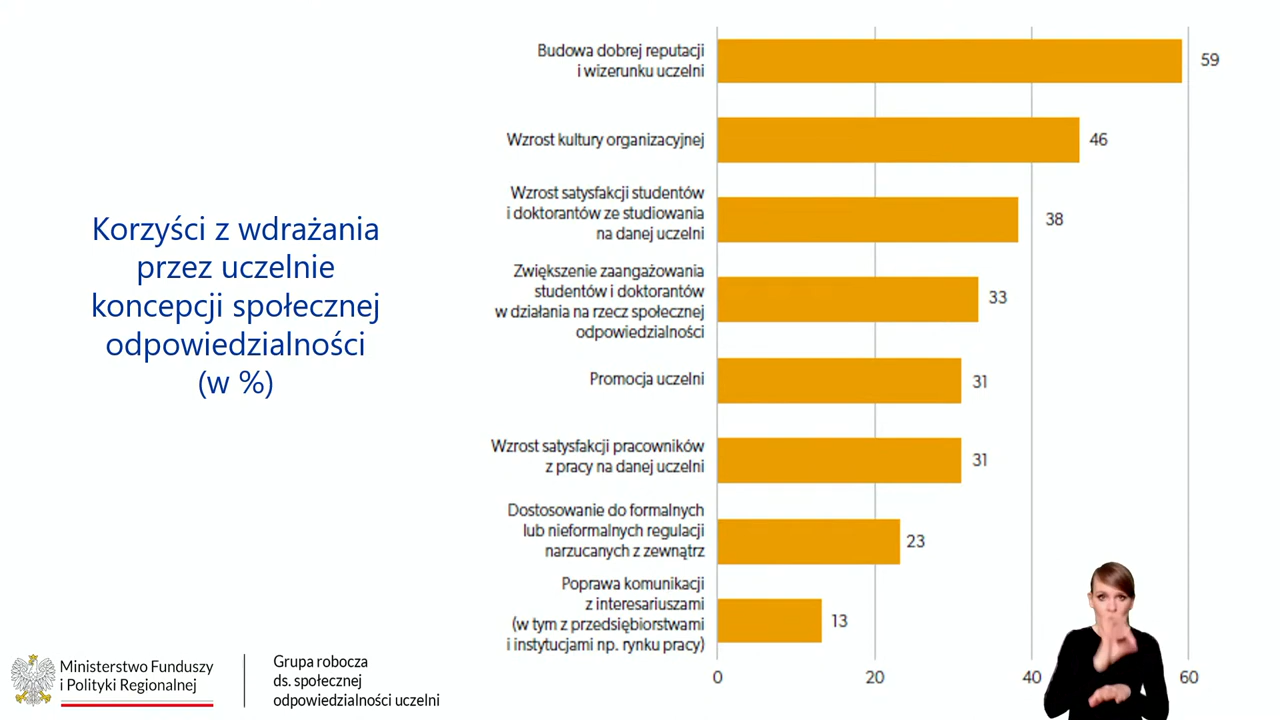 Korzyści z wdrażania
przez uczelnie
koncepcji społecznej
odpowiedzialności
(w %)
Budowa dobrej reputacji
i wizerunku uczelni
59
Wzrost kultury organizacyjnej
46
Wzrost satysfakcji studentów
i doktorantów ze studiowania
na danej uczelni
38
Zwiększenie zaangażowania
studentów i doktorantów
w działania na rzecz społecznej
odpowiedzialności
33
Promocja uczelni
31
Wzrost satysfakcji pracowników
z pracy na danej uczelni
31
Dostosowanie do formalnych
lub nieformalnych regulacji
narzucanych z zewnątrz
23
Poprawa komunikacji
z interesariuszami
(w tym z przedsiębiorstwami
i instytucjami np. rynku pracy)
13
0 20 40 60
Ministerstwo Funduszy
i Polityki Regionalnej
Grupa robocza
ds. społecznej
odpowiedzialności uczelni